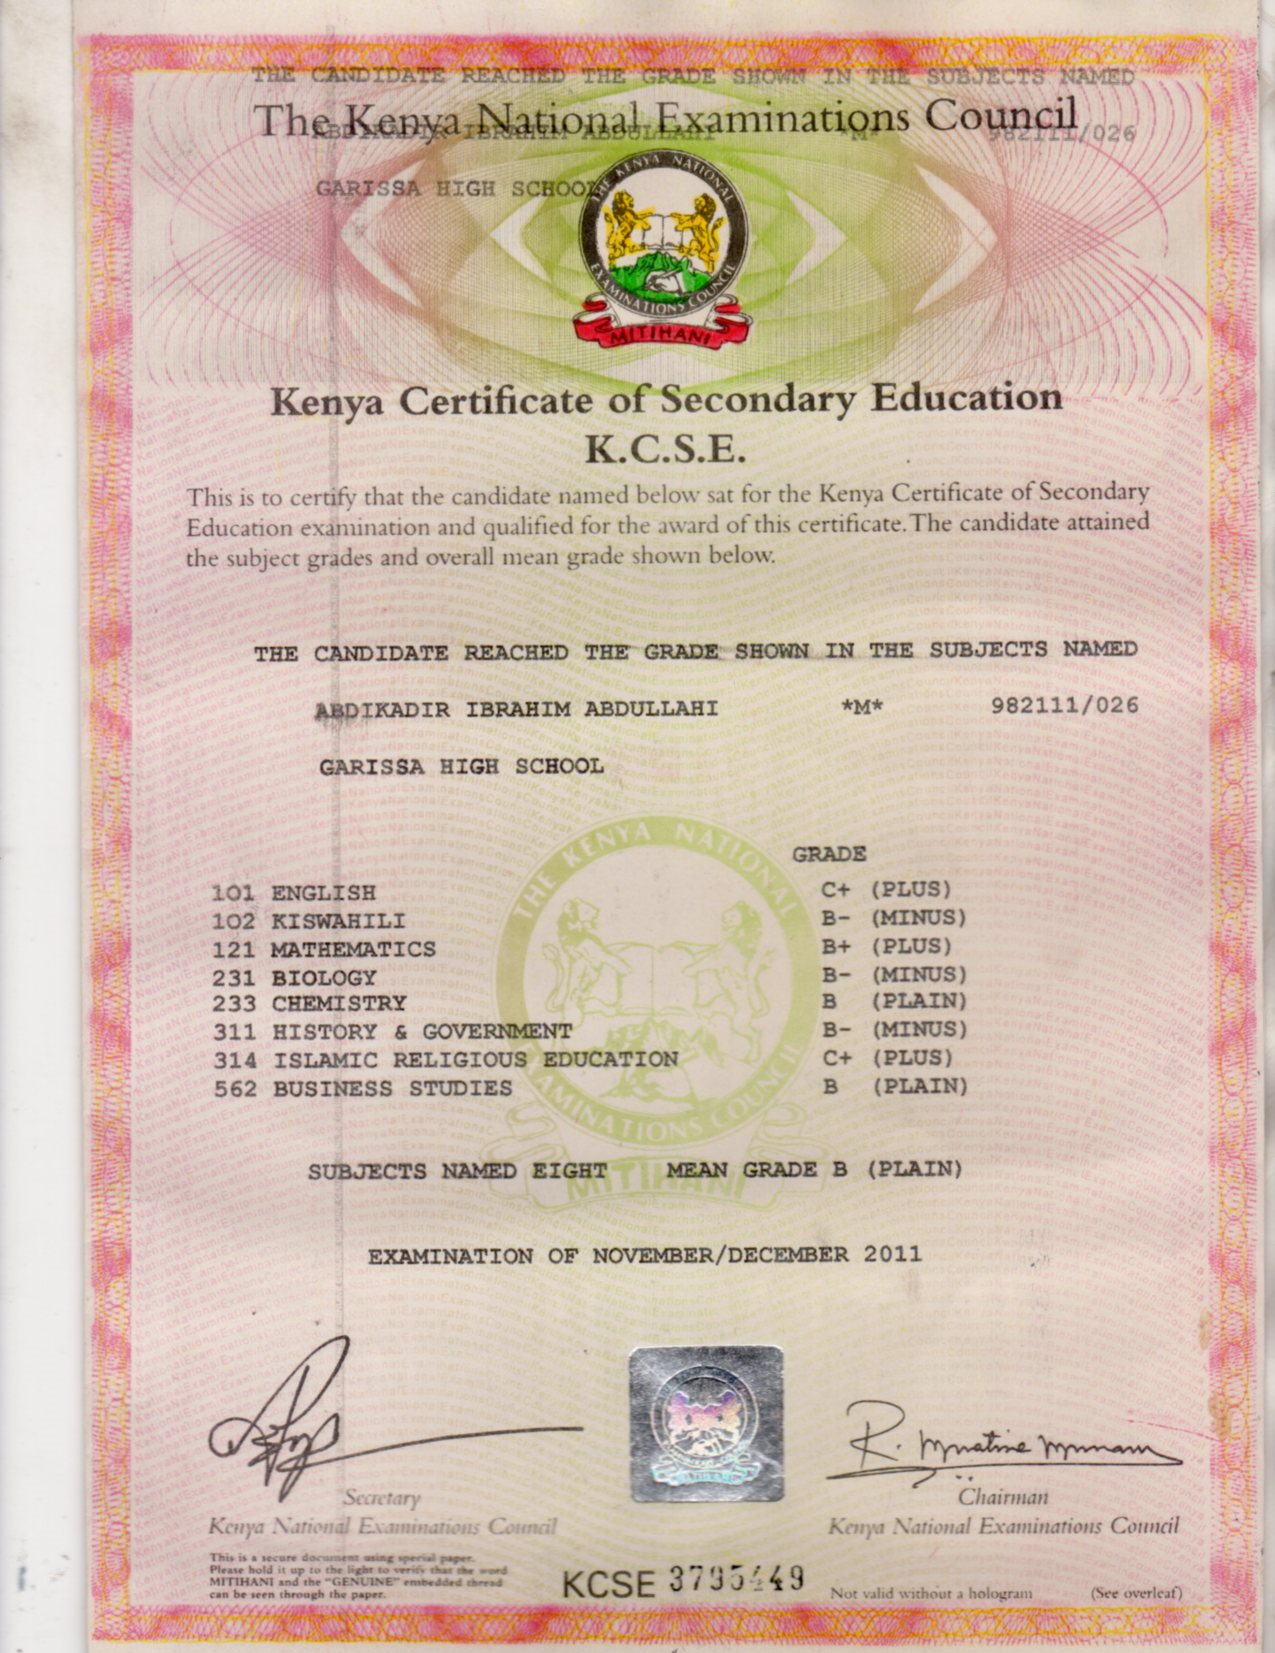 THE CANDIDATE REACHED THE GRADE SHOWN IN THE SUBJECTS NAMED
The Kenya National Examinations Council
ABDIKADIR IBRAHIM ABDULLAHI *M* 982111/026
GARISSA HIGH SCHOOL
THE KENYA NATIONAL
EXAMINATIONS COUNCIL
MITIHANI
Kenya Certificate of Secondary Education
K.C.S.E.
This is to certify that the candidate named below sat for the Kenya Certificate of Secondary
Education examination and qualified for the award of this certificate. The candidate attained
the subject grades and overall mean grade shown below.
THE CANDIDATE REACHED THE GRADE SHOWN IN THE SUBJECTS NAMED
ABDIKADIR IBRAHIM ABDULLAHI *M* 982111/026
GARISSA HIGH SCHOOL
THE KENYA NATIONAL
GRADE
101 ENGLISH C+ (PLUS)
102 KISWAHILI B- (MINUS)
121 MATHEMATICS B+ (PLUS)
231 BIOLOGY B- (MINUS)
233 CHEMISTRY B (PLAIN)
311 HISTORY & GOVERNMENT B- (MINUS)
314 ISLAMIC RELIGIOUS EDUCATION C+ (PLUS)
562 BUSINESS STUDIES B (PLAIN)
EXAMINATIONS COUNCIL
SUBJECTS NAMED EIGHT MEAN GRADE B (PLAIN)
MITIHANI
EXAMINATION OF NOVEMBER/DECEMBER 2011
Secretary
Kenya National Examinations Council
Chairman
Kenya National Examinations Council
This is a secure document using special paper.
Please hold it up to the light to verify that the word
MITIHANI and the "GENUINE" embedded thread
can be seen through the paper.
KCSE
Not valid without a hologram (See overleaf)